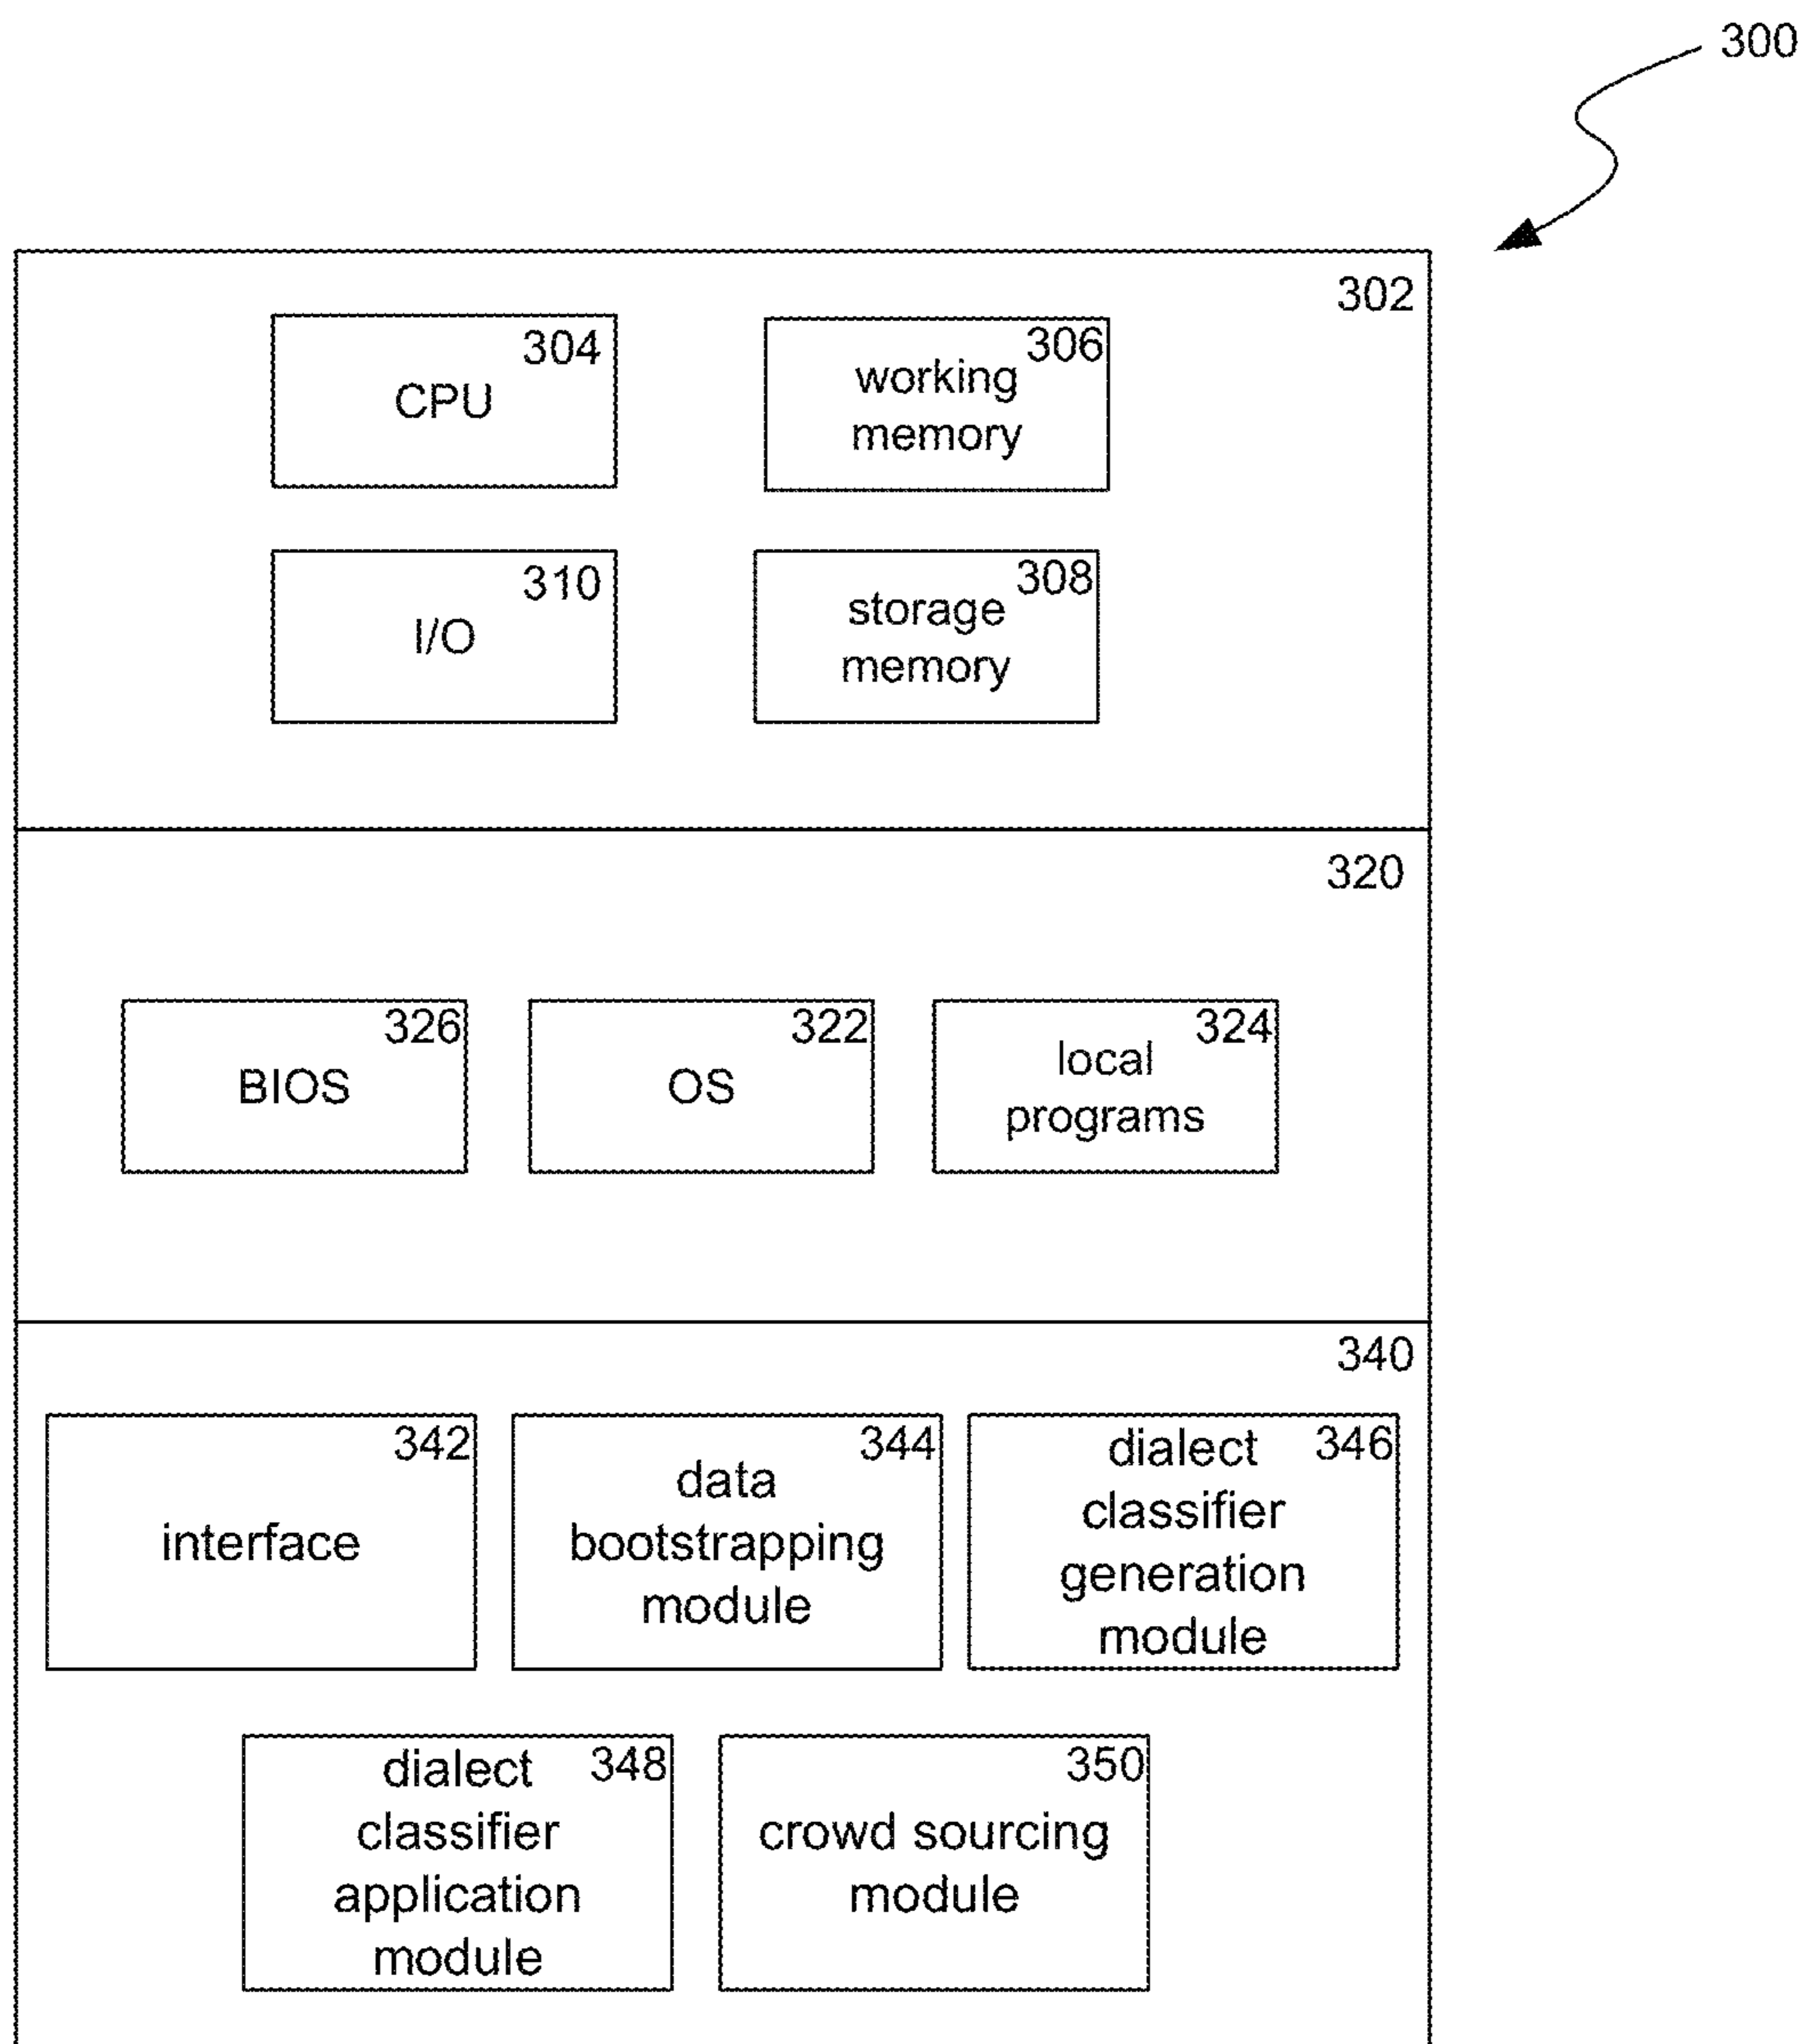 300
302
304
CPU
306
working
memory
310
I/O
308
storage
memory
320
326
BIOS
322
OS
324
local
programs
340
342
interface
344
data
bootstrapping
module
346
dialect
classifier
generation
module
348
dialect
classifier
application
module
350
crowd sourcing
module